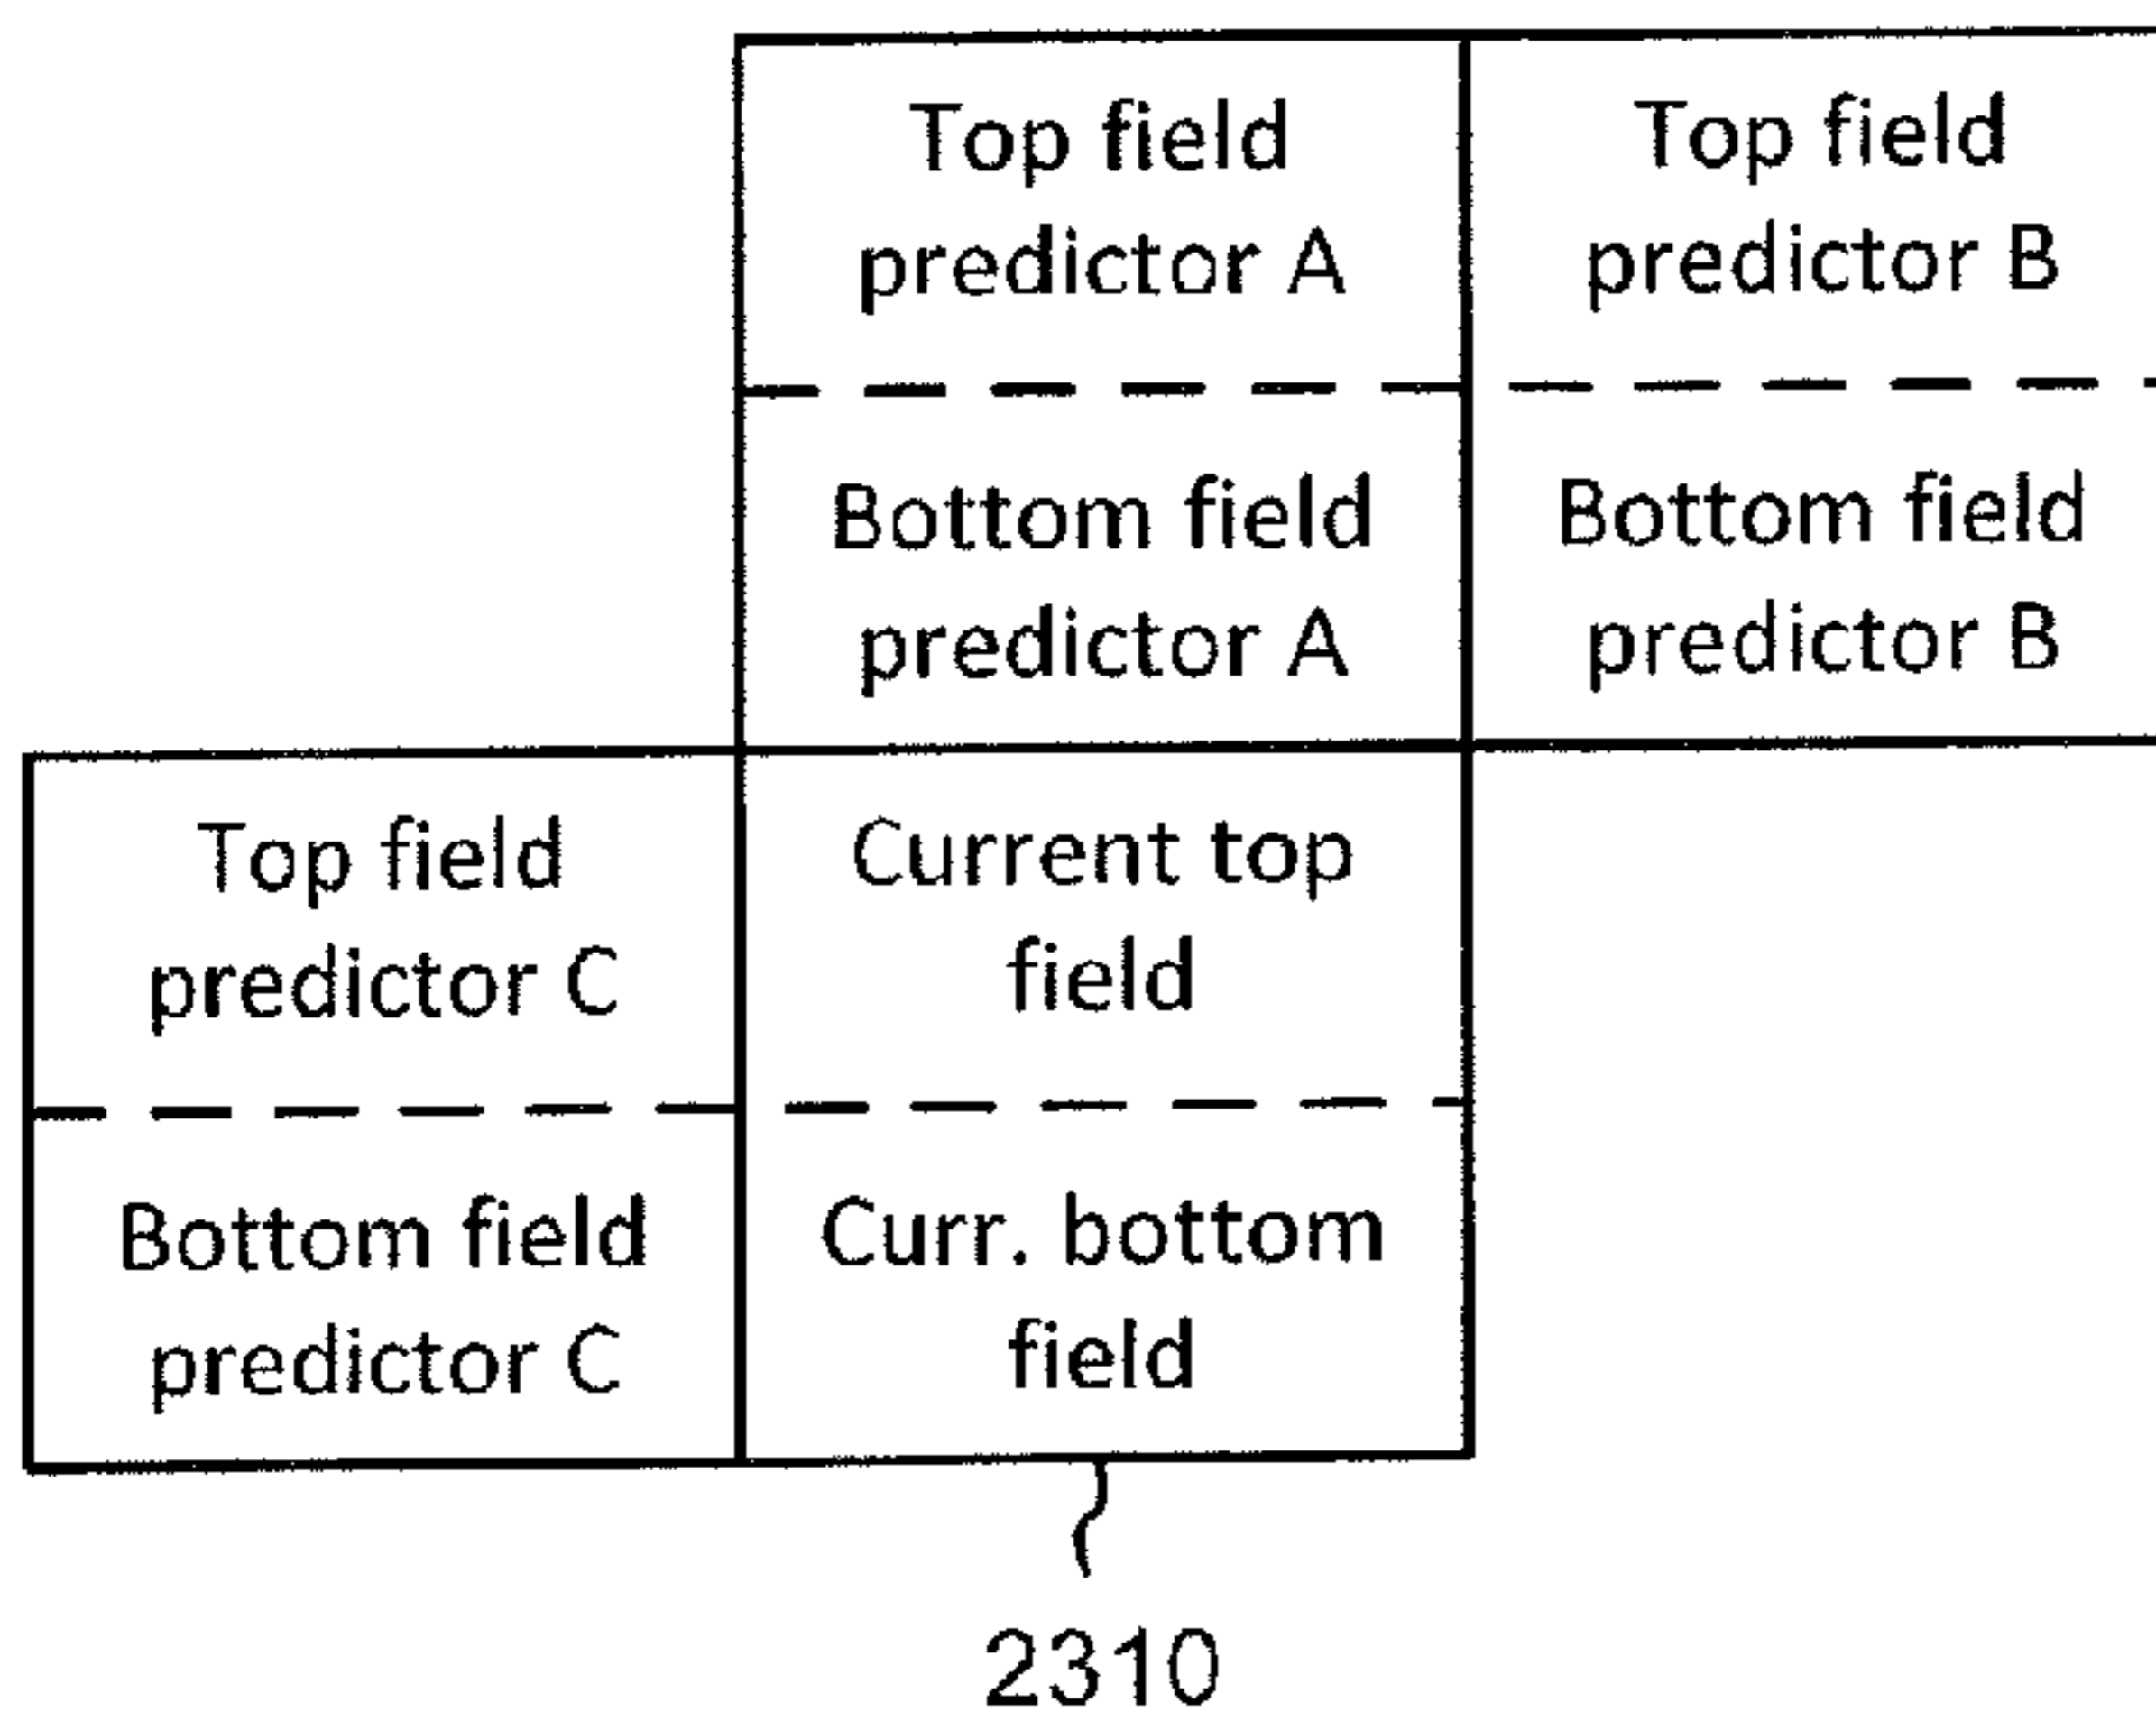 Top field
predictor A
Bottom field
predictor A
Top field
predictor B
Bottom field
predictor B
Top field
predictor C
Bottom field
predictor C
Current top
field
Curr. bottom
field
2310